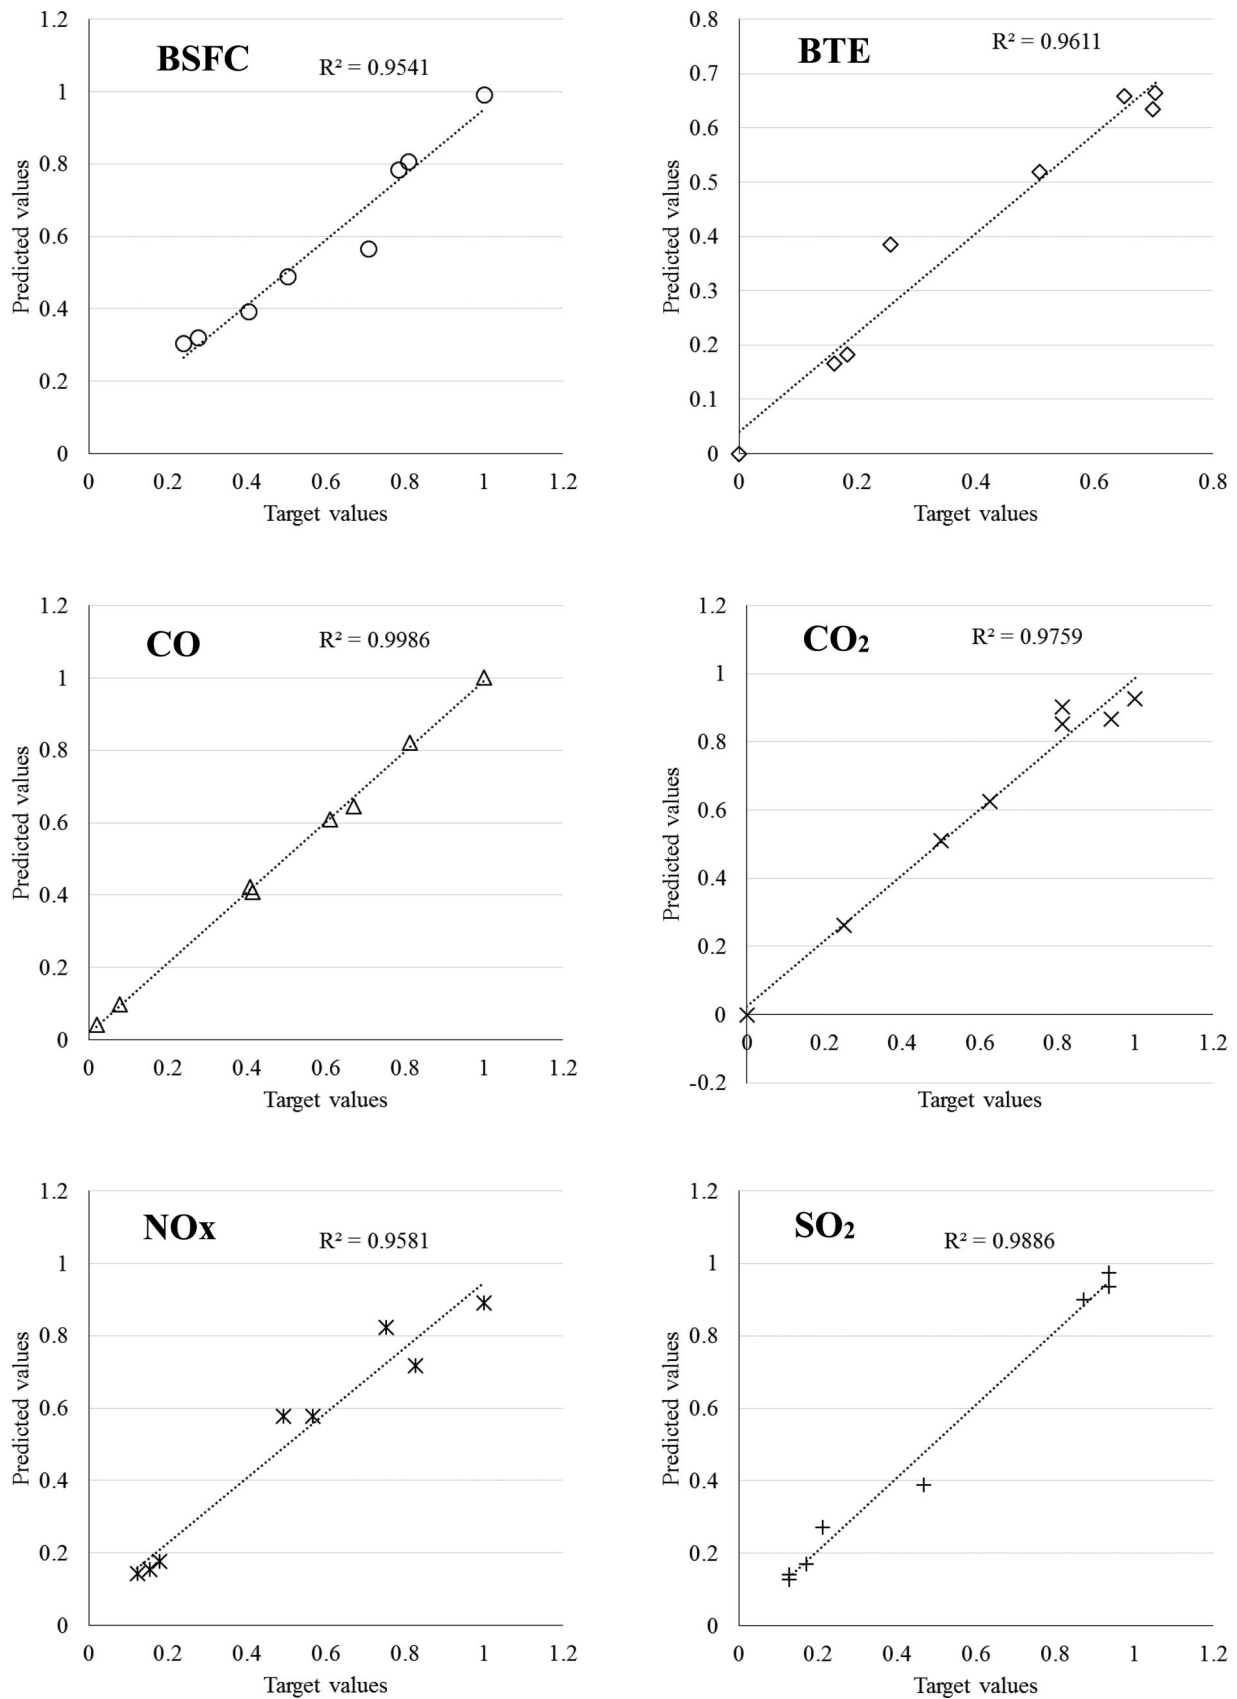 BSFC
R² = 0.9541
1.2
1
0.8
0.6
0.4
0.2
0
Predicted values
0 0.2 0.4 0.6 0.8 1 1.2
Target values
BTE
R² = 0.9611
0.8
0.7
0.6
0.5
0.4
0.3
0.2
0.1
0
Predicted values
0 0.2 0.4 0.6 0.8
Target values
CO
R² = 0.9986
1.2
1
0.8
0.6
0.4
0.2
0
Predicted values
0 0.2 0.4 0.6 0.8 1 1.2
Target values
CO₂
R² = 0.9759
1.2
1
0.8
0.6
0.4
0.2
0
-0.2
Predicted values
0 0.2 0.4 0.6 0.8 1 1.2
Target values
NOx
R² = 0.9581
1.2
1
0.8
0.6
0.4
0.2
0
Predicted values
0 0.2 0.4 0.6 0.8 1 1.2
Target values
SO₂
R² = 0.9886
1.2
1
0.8
0.6
0.4
0.2
0
Predicted values
0 0.2 0.4 0.6 0.8 1 1.2
Target values